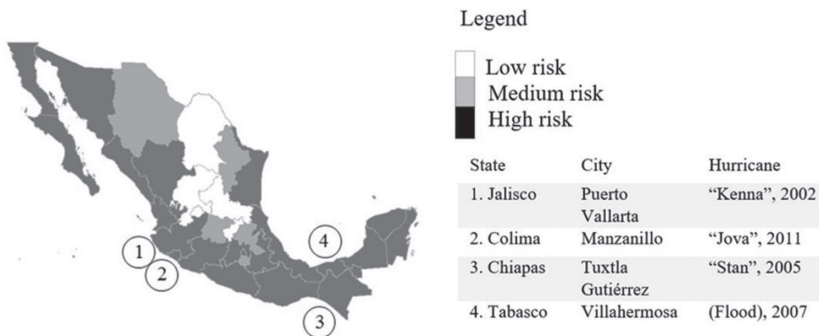 Legend
Low risk
Medium risk
High risk
State City Hurricane
1. Jalisco Puerto Vallarta “Kenna”, 2002
2. Colima Manzanillo “Jova”, 2011
3. Chiapas Tuxtla Gutiérrez “Stan”, 2005
4. Tabasco Villahermosa (Flood), 2007
1
2
3
4